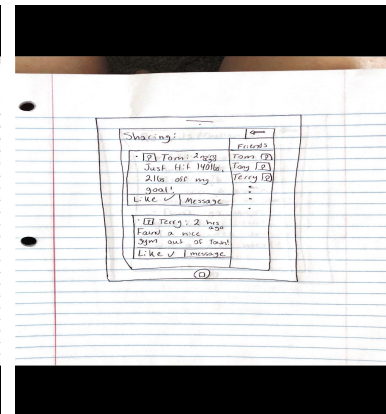 Sharing:
Friends
Tom: 2 ago
Just Hit 140lbs.
2lbs off my
goal!
Like ✓ | Message
Tom [?]
Tony [?]
Terry [?]
Terry: 2 hrs
ago
Found a nice
gym out of Town!
Like ✓ | message